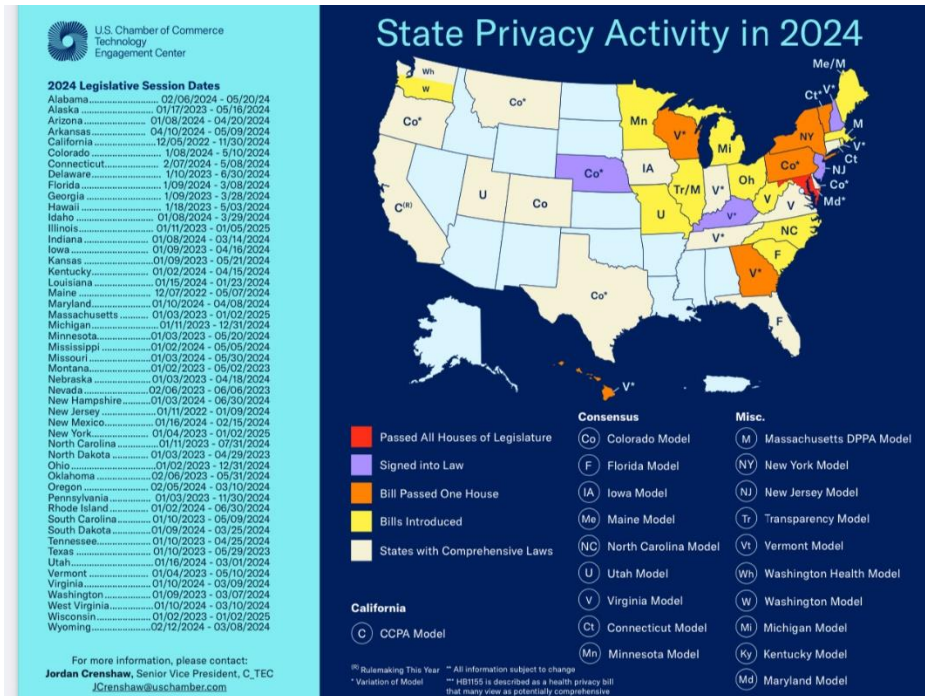 U.S. Chamber of Commerce
Technology
Engagement Center
2024 Legislative Session Dates
Alabama............................ 02/06/2024 - 05/20/24
Alaska ............................. 01/17/2023 - 05/16/2024
Arizona ............................ 01/08/2024 - 04/20/2024
Arkansas .......................... 04/10/2024 - 05/09/2024
California ..........................12/05/2022 - 11/30/2024
Colorado .......................... 1/08/2024 - 5/10/2024
Connecticut..................... 2/07/2024 - 5/08/2024
Delaware ......................... 1/10/2023 - 6/30/2024
Florida ............................. 1/09/2024 - 3/08/2024
Georgia ........................... 1/09/2023 - 3/28/2024
Hawaii ............................. 1/18/2023 - 5/03/2024
Idaho ............................... 01/08/2024 - 3/29/2024
Illinois .............................. 01/11/2023 - 01/05/2025
Indiana ............................ 01/08/2024 - 03/14/2024
Iowa ................................ 01/09/2023 - 04/16/2024
Kansas ............................ 01/09/2023 - 05/21/2024
Kentucky......................... 01/02/2024 - 04/15/2024
Louisiana ........................ 01/15/2024 - 01/23/2024
Maine .............................. 12/07/2022 - 05/07/2024
Maryland......................... 01/10/2024 - 04/08/2024
Massachusetts ............... 01/03/2023 - 01/02/2025
Michigan ......................... 01/11/2023 - 12/31/2024
Minnesota.......................01/03/2023 - 05/20/2024
Mississippi ...................... 01/02/2024 - 05/05/2024
Missouri .......................... 01/03/2024 - 05/30/2024
Montana..........................01/02/2023 - 05/02/2023
Nebraska ........................ 01/03/2023 - 04/18/2024
Nevada ........................... 02/06/2023 - 06/06/2023
New Hampshire..............01/03/2024 - 06/30/2024
New Jersey .................... 01/11/2022 - 01/09/2024
New Mexico.................... 01/16/2024 - 02/15/2024
New York ........................ 01/04/2023 - 01/02/2025
North Carolina ................ 01/11/2023 - 07/31/2024
North Dakota .................. 01/03/2023 - 04/29/2023
Ohio ................................01/02/2023 - 12/31/2024
Oklahoma ....................... 02/06/2023 - 05/31/2024
Oregon ............................ 02/05/2024 - 03/10/2024
Pennsylvania................... 01/03/2023 - 11/30/2024
Rhode Island ................... 01/02/2024 - 06/30/2024
South Carolina ................ 01/10/2023 - 05/09/2024
South Dakota .................. 01/09/2024 - 03/25/2024
Tennessee....................... 01/10/2023 - 04/25/2024
Texas ............................... 01/10/2023 - 05/29/2023
Utah ................................ 01/16/2024 - 03/01/2024
Vermont .......................... 01/04/2023 - 05/10/2024
Virginia ............................ 01/10/2024 - 03/09/2024
Washington ..................... 01/09/2023 - 03/07/2024
West Virginia................... 01/10/2024 - 03/10/2024
Wisconsin ....................... 01/02/2023 - 01/02/2025
Wyoming.........................02/12/2024 - 03/08/2024
For more information, please contact:
Jordan Crenshaw, Senior Vice President, C_TEC
JCrenshaw@uschamber.com
State Privacy Activity in 2024
Wh
W
Co*
Co*
C(R)
U
Co
Co*
Co*
Mn
IA
U
V*
Tr/M
Mi
V*
Oh
V*
V*
V*
F
F
NC
V
V
Co*
NY
Ct*
V*
Me/M
M
V*
Ct
NJ
Co*
Md*
V*
Passed All Houses of Legislature
Signed into Law
Bill Passed One House
Bills Introduced
States with Comprehensive Laws
California
C CCPA Model
Consensus
Co Colorado Model
F Florida Model
IA Iowa Model
Me Maine Model
NC North Carolina Model
U Utah Model
V Virginia Model
Ct Connecticut Model
Mn Minnesota Model
Misc.
M Massachusetts DPPA Model
NY New York Model
NJ New Jersey Model
Tr Transparency Model
Vt Vermont Model
Wh Washington Health Model
W Washington Model
Mi Michigan Model
Ky Kentucky Model
Md Maryland Model
(R) Rulemaking This Year
* Variation of Model
** All information subject to change
*** HB1155 is described as a health privacy bill
that many view as potentially comprehensive